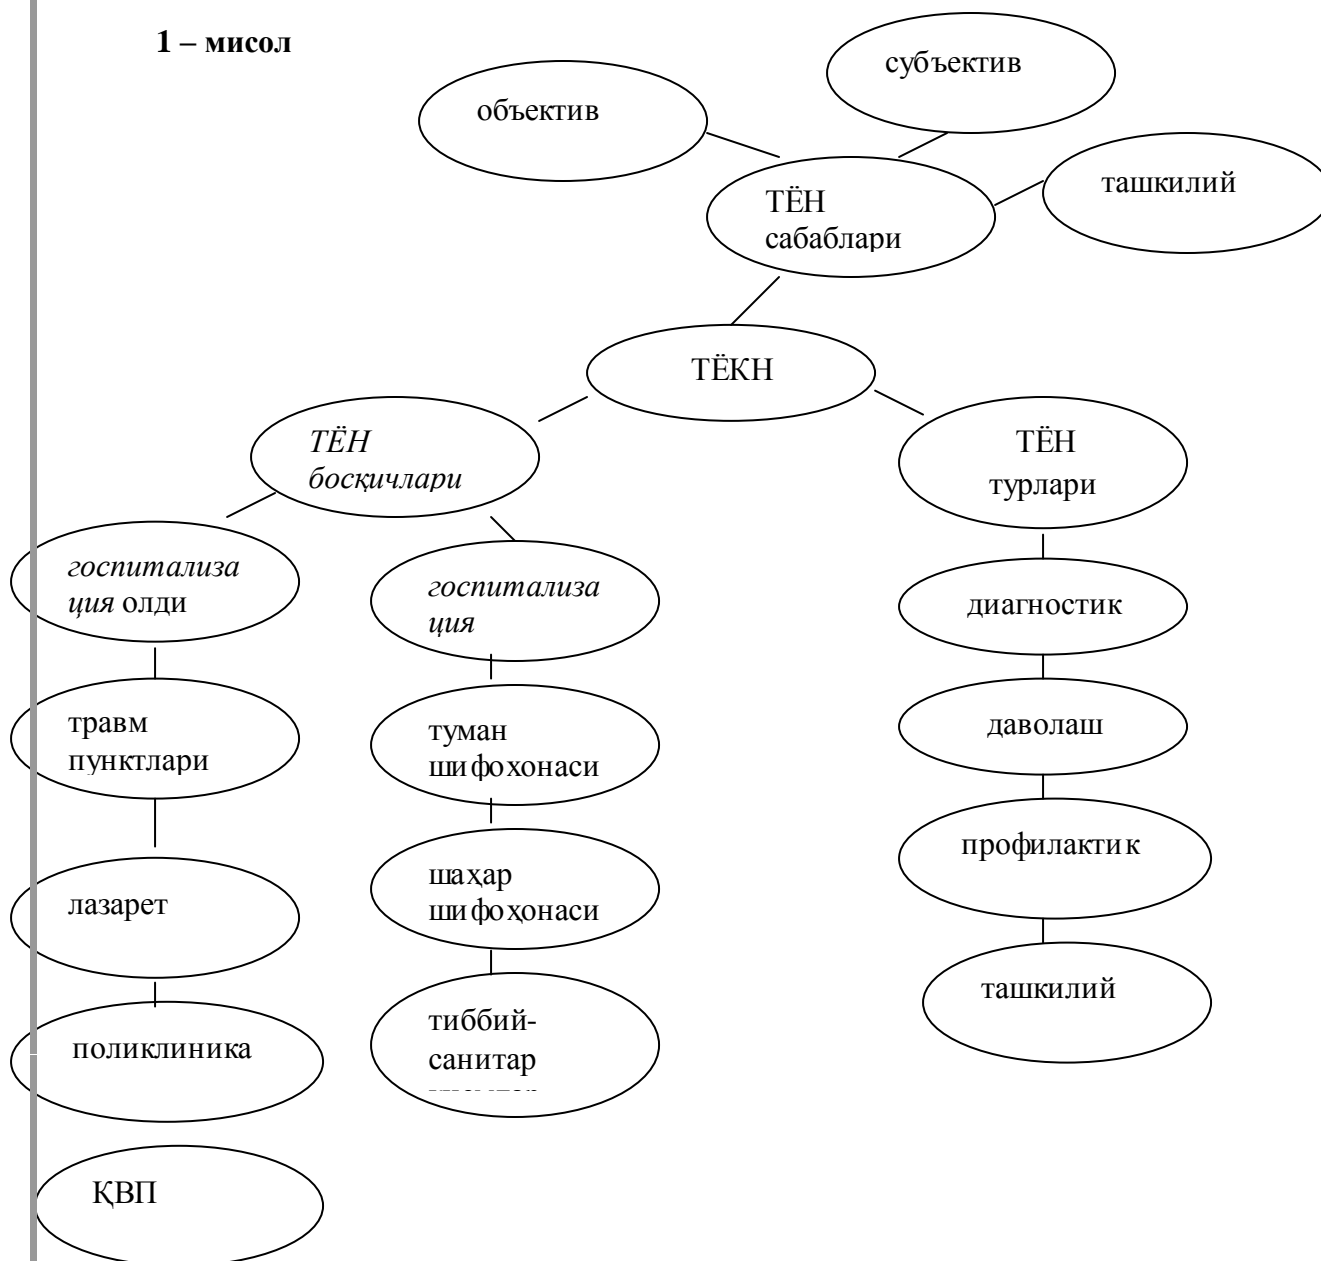 1 – мисол
субъектив
объектив
ташкилий
ТЁН
сабаблари
ТЁКН
ТЁН
босқичлари
ТЁН
турлари
госпитализа
ция олди
госпитализа
ция
диагностик
травм
пунктлари
туман
шифохонаси
даволаш
профилактик
лазарет
шаҳар
шифоҳонаси
ташкилий
поликлиника
тиббий-
санитар
ҚВП